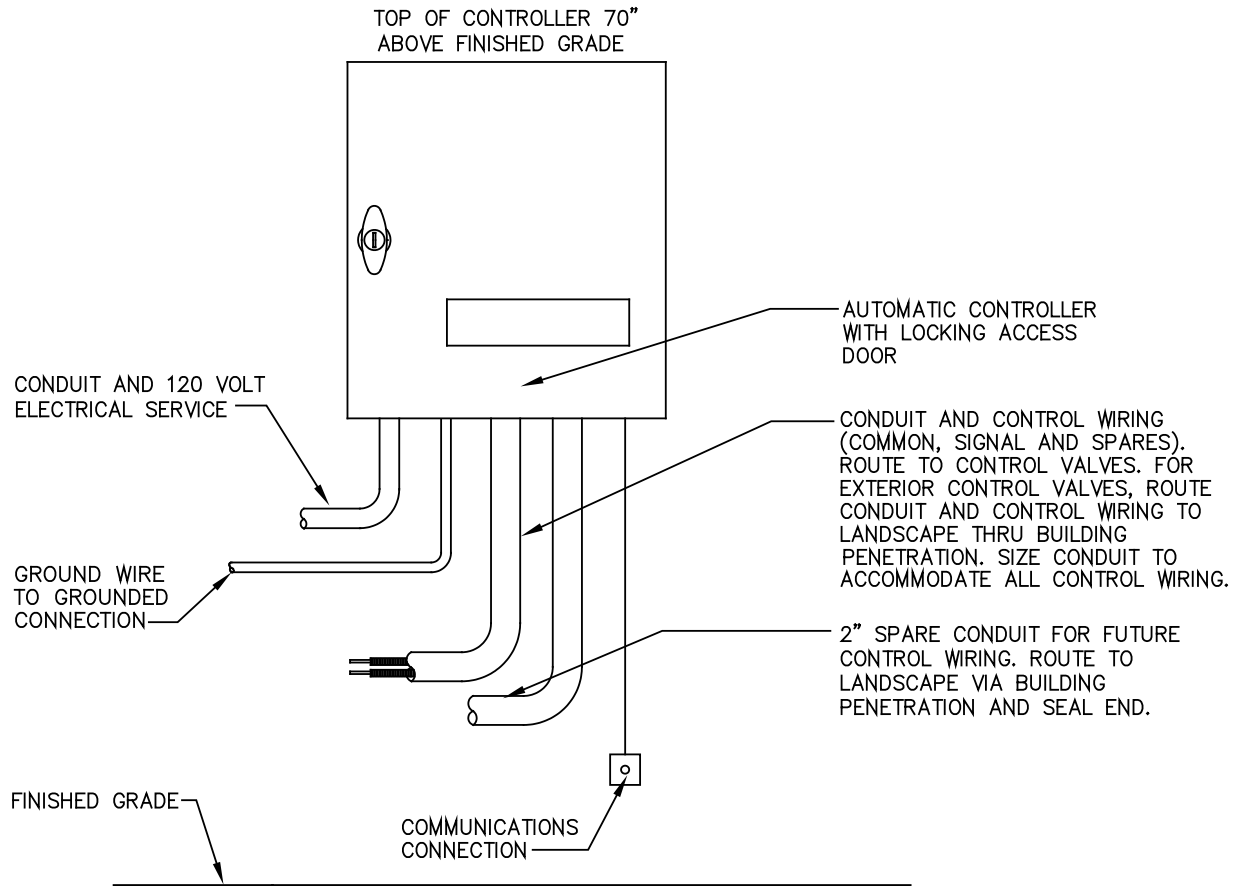 TOP OF CONTROLLER 70”
ABOVE FINISHED GRADE
AUTOMATIC CONTROLLER
WITH LOCKING ACCESS
DOOR
CONDUIT AND 120 VOLT
ELECTRICAL SERVICE
CONDUIT AND CONTROL WIRING
(COMMON, SIGNAL AND SPARES).
ROUTE TO CONTROL VALVES. FOR
EXTERIOR CONTROL VALVES, ROUTE
CONDUIT AND CONTROL WIRING TO
LANDSCAPE THRU BUILDING
PENETRATION. SIZE CONDUIT TO
ACCOMMODATE ALL CONTROL WIRING.
GROUND WIRE
TO GROUNDED
CONNECTION
2” SPARE CONDUIT FOR FUTURE
CONTROL WIRING. ROUTE TO
LANDSCAPE VIA BUILDING
PENETRATION AND SEAL END.
FINISHED GRADE
COMMUNICATIONS
CONNECTION